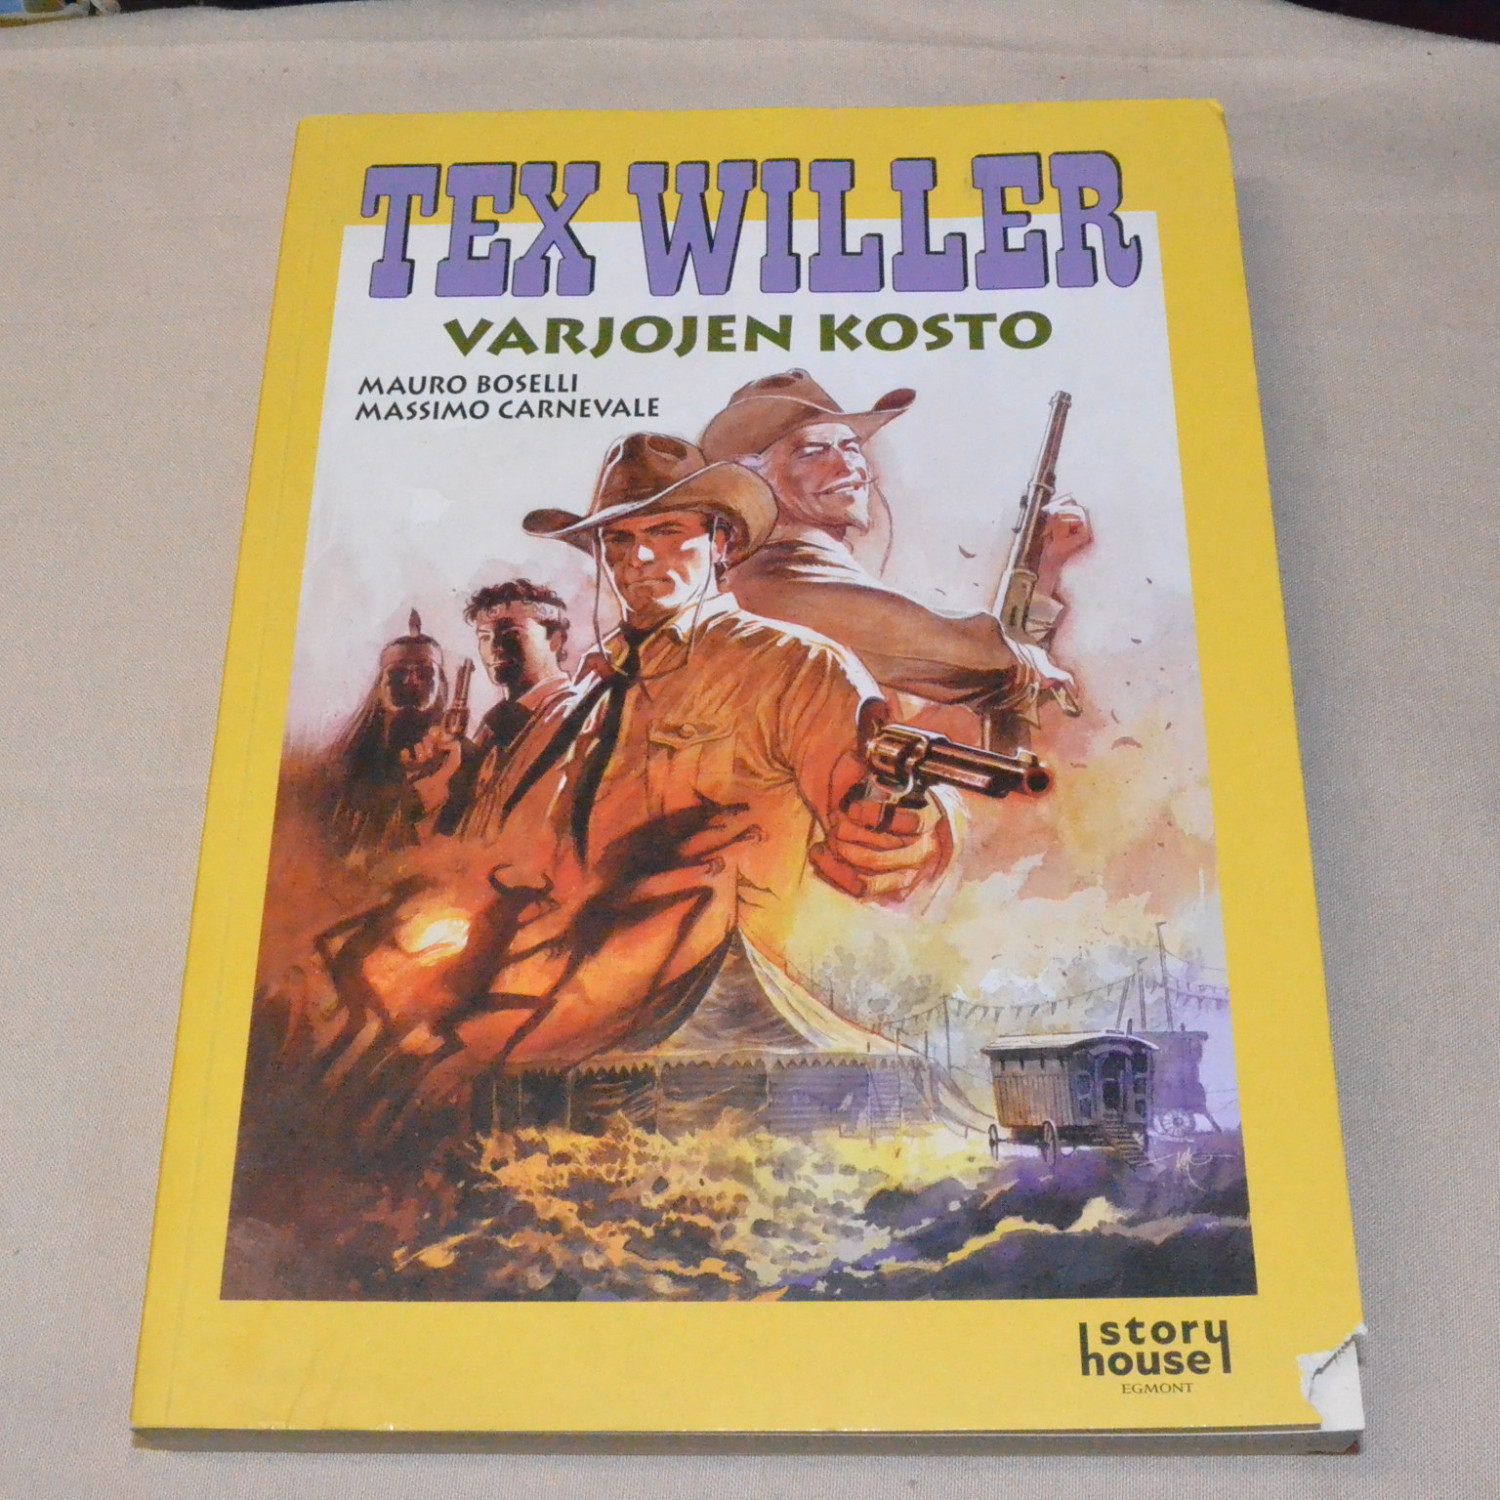 TEX WILLER
VARJOJEN KOSTO
MAURO BOSELLI
MASSIMO CARNEVALE
story
house
EGMONT